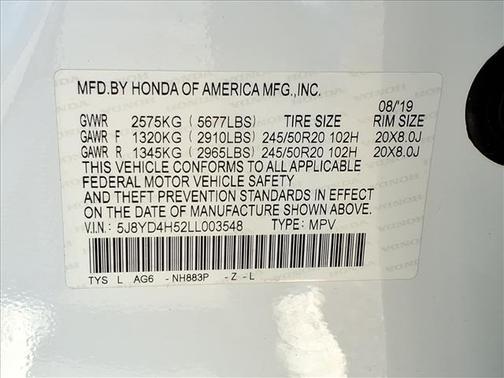 MFD.BY HONDA OF AMERICA MFG.,INC.
08/'19
GVWR 2575KG ( 5677LBS) TIRE SIZE RIM SIZE
GAWR F 1320KG ( 2910LBS) 245/50R20 102H 20X8.0J
GAWR R 1345KG ( 2965LBS) 245/50R20 102H 20X8.0J
THIS VEHICLE CONFORMS TO ALL APPLICABLE
FEDERAL MOTOR VEHICLE SAFETY
AND THEFT PREVENTION STANDARDS IN EFFECT
ON THE DATE OF MANUFACTURE SHOWN ABOVE.
V.I.N.: 5J8YD4H52LL003548 TYPE: MPV
TYS L AG6 -NH883P -Z-L